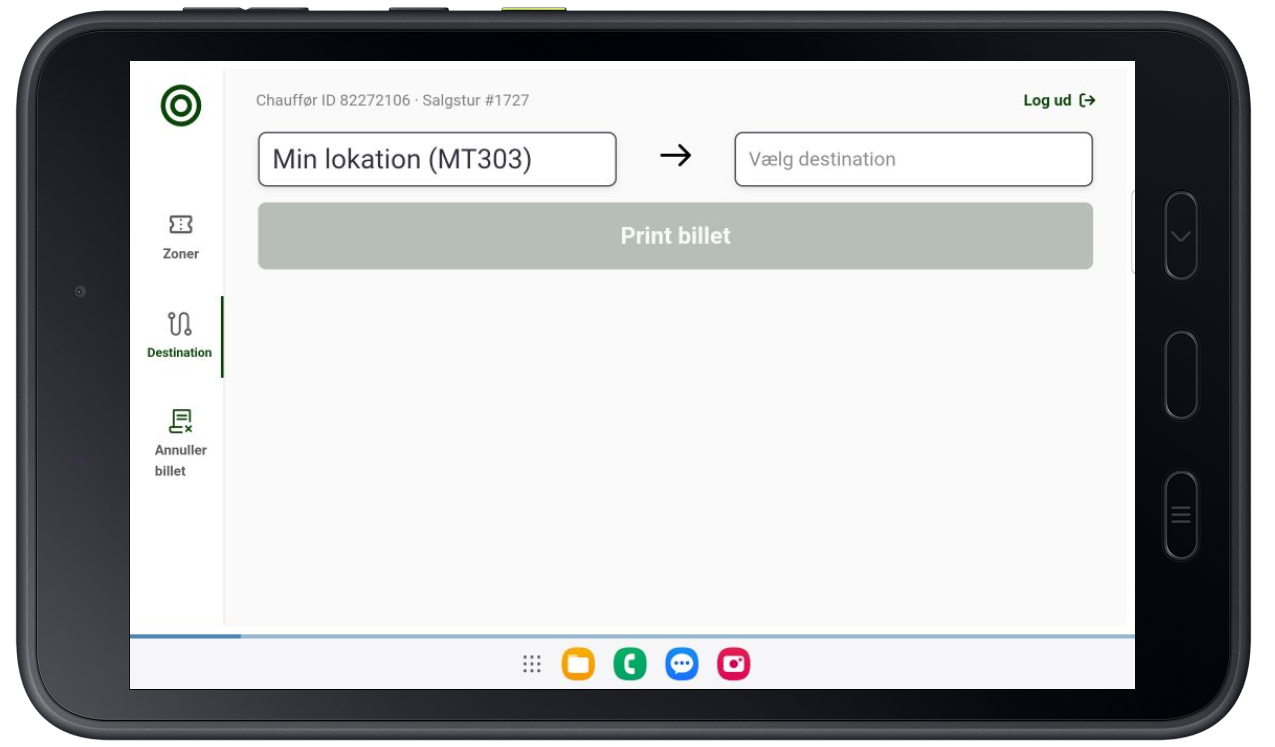 Chauffør ID 82272106 · Salgstur #1727
Log ud
Min lokation (MT303)
Vælg destination
Print billet
Zoner
Destination
Annuller
billet